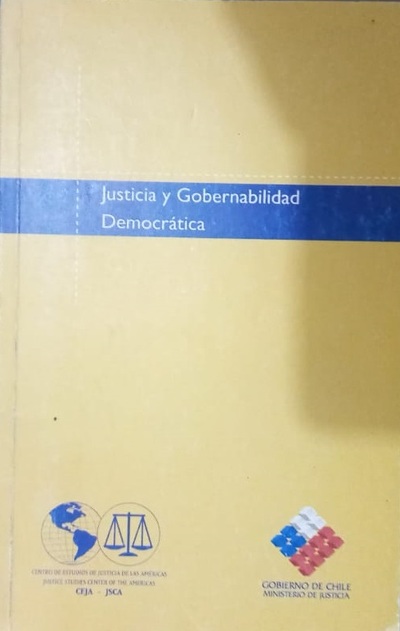 Justicia y Gobernabilidad
Democrática
CENTRO DE ESTUDIOS DE JUSTICIA DE LAS AMÉRICAS
JUSTICE STUDIES CENTER OF THE AMERICAS
CEJA - JSCA
GOBIERNO DE CHILE
MINISTERIO DE JUSTICIA